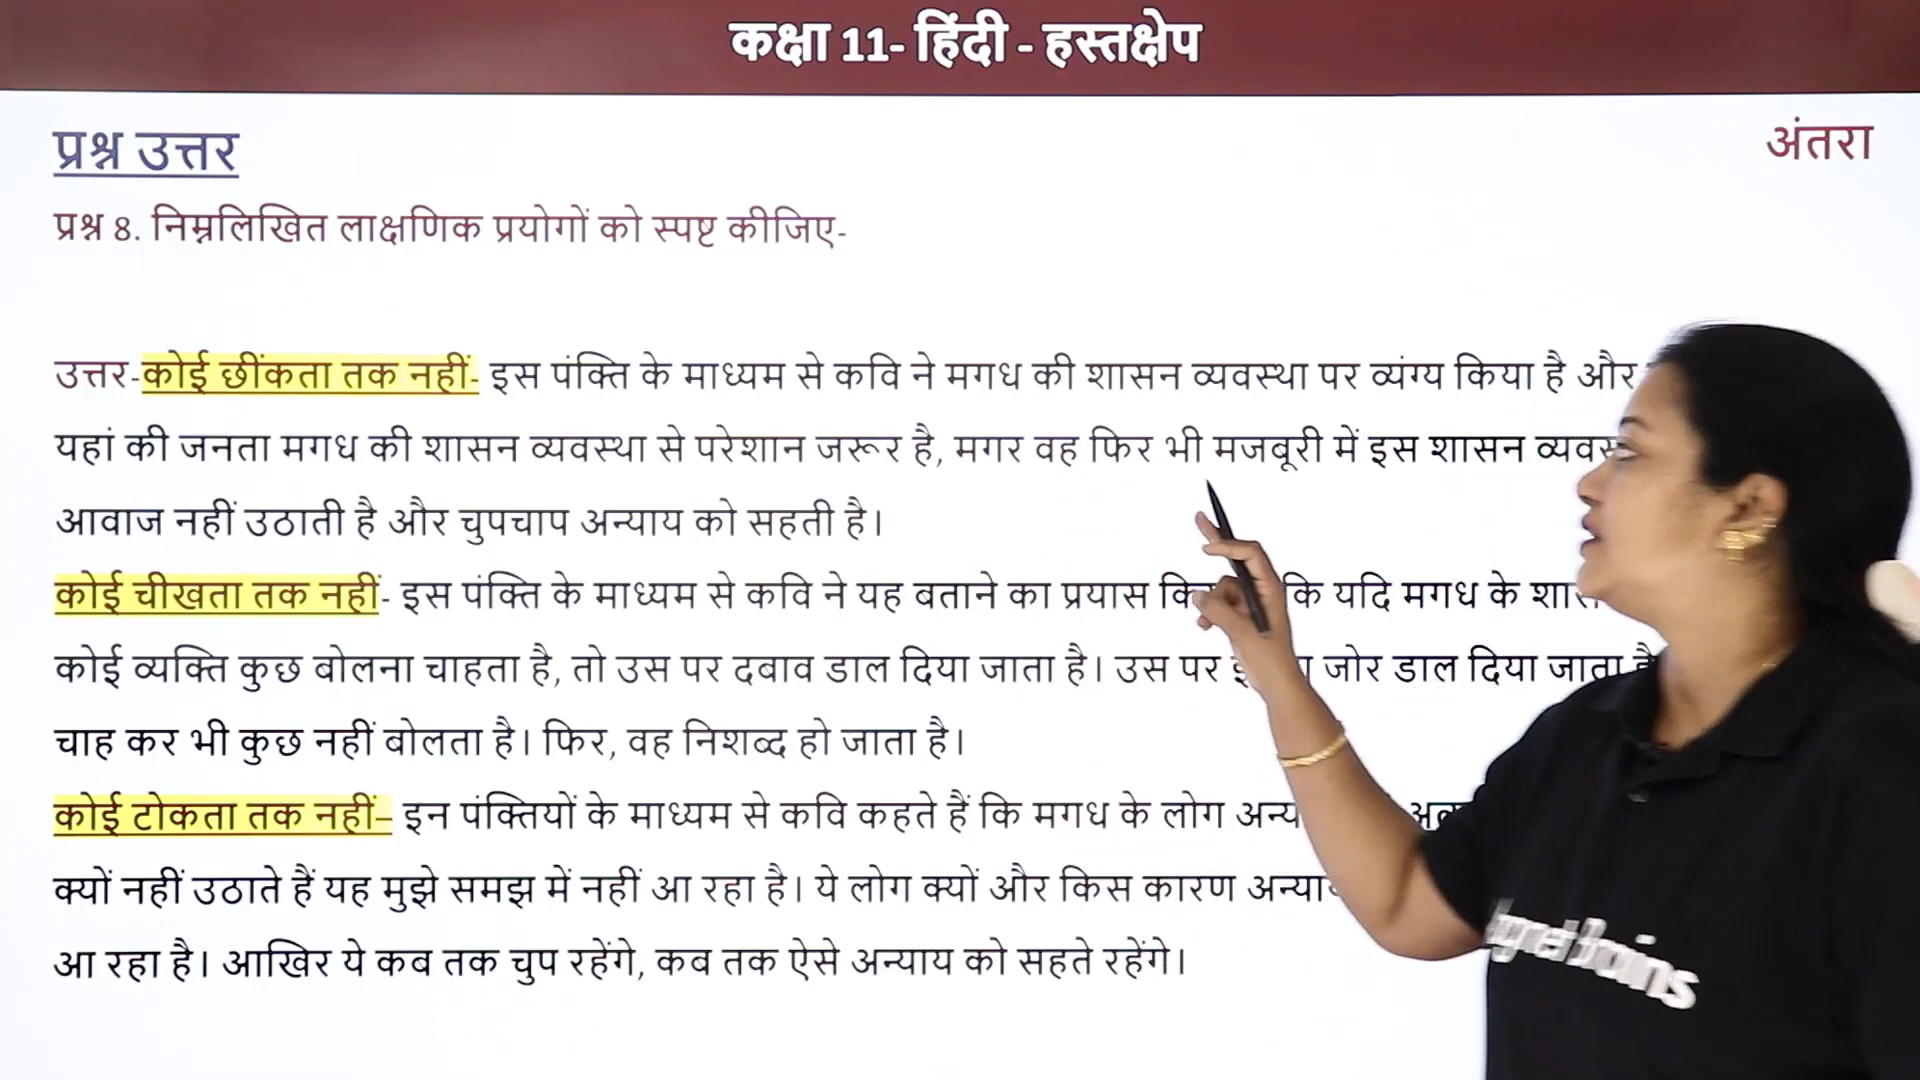 कक्षा 11- हिंदी - हस्तक्षेप
प्रश्न उत्तर
अंतरा
प्रश्न 8. निम्नलिखित लाक्षणिक प्रयोगों को स्पष्ट कीजिए-
उत्तर-कोई छींकता तक नहीं- इस पंक्ति के माध्यम से कवि ने मगध की शासन व्यवस्था पर व्यंग्य किया है और
यहां की जनता मगध की शासन व्यवस्था से परेशान जरूर है, मगर वह फिर भी मजबूरी में इस शासन
आवाज नहीं उठाती है और चुपचाप अन्याय को सहती है।
कोई चीखता तक नहीं- इस पंक्ति के माध्यम से कवि ने यह बताने का प्रयास कि यदि मगध के
कोई व्यक्ति कुछ बोलना चाहता है, तो उस पर दबाव डाल दिया जाता है। उस पर जोर डाल दिया जाता
चाह कर भी कुछ नहीं बोलता है। फिर, वह निशब्द हो जाता है।
कोई टोकता तक नहीं– इन पंक्तियों के माध्यम से कवि कहते हैं कि मगध के लोग
क्यों नहीं उठाते हैं यह मुझे समझ में नहीं आ रहा है। ये लोग क्यों और किस कारण
आ रहा है। आखिर ये कब तक चुप रहेंगे, कब तक ऐसे अन्याय को सहते रहेंगे।